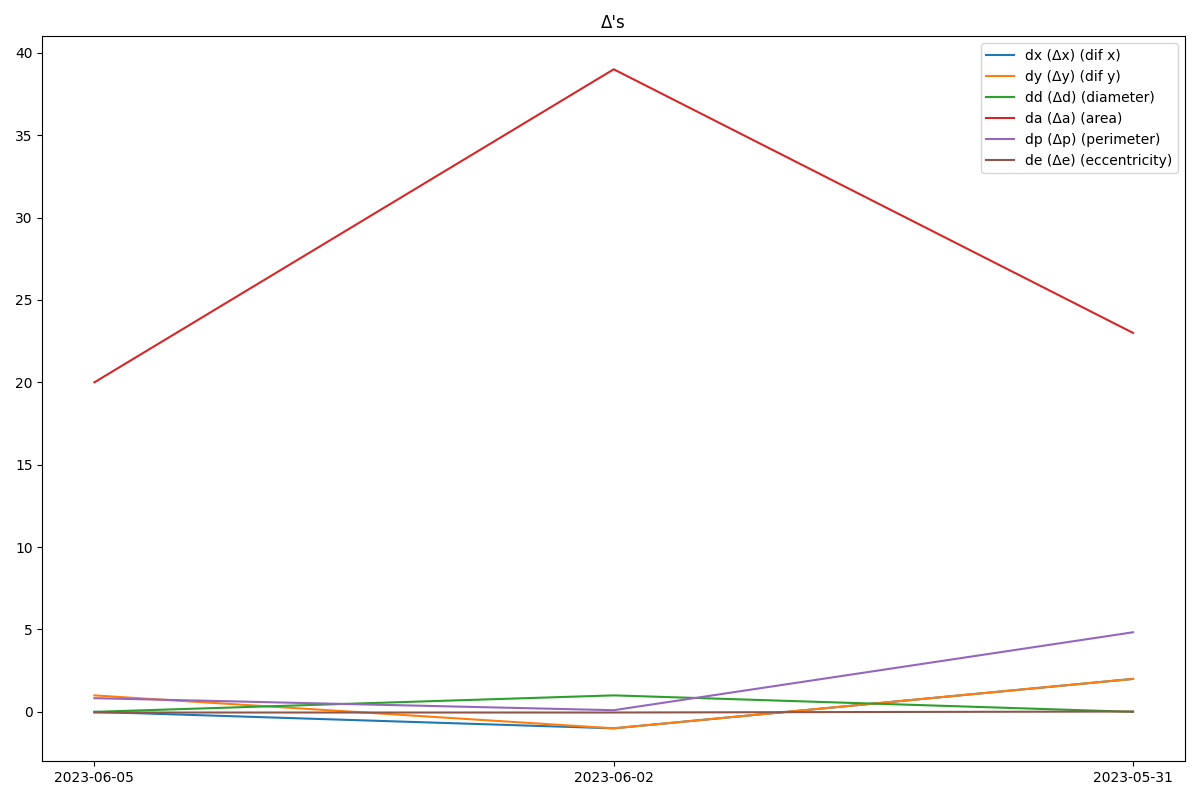 Δ's
40
35
30
25
20
15
10
5
0
2023-06-05
2023-06-02
2023-05-31
dx (Δx) (dif x)
dy (Δy) (dif y)
dd (Δd) (diameter)
da (Δa) (area)
dp (Δp) (perimeter)
de (Δe) (eccentricity)